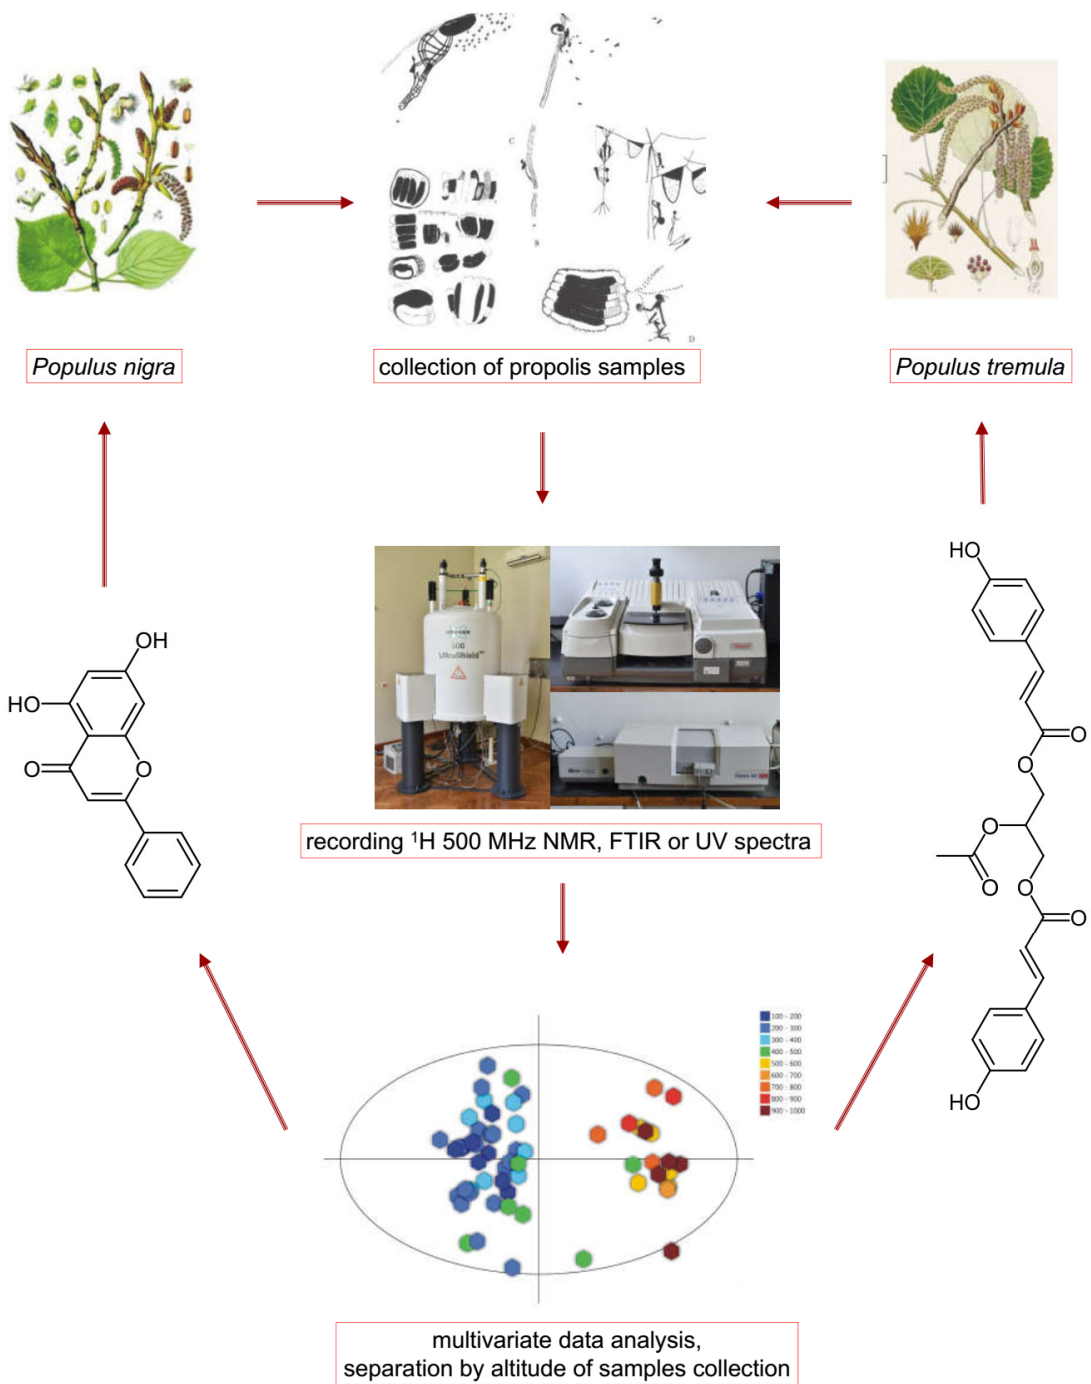 C
B
D
Populus nigra
collection of propolis samples
Populus tremula
HO
OH
HO
O
O
O
O
O
O
O
O
O
HO
500
UltraShield
recording ¹H 500 MHz NMR, FTIR or UV spectra
100 - 200
200 - 300
300 - 400
400 - 500
500 - 600
600 - 700
700 - 800
800 - 900
900 - 1000
multivariate data analysis,
separation by altitude of samples collection